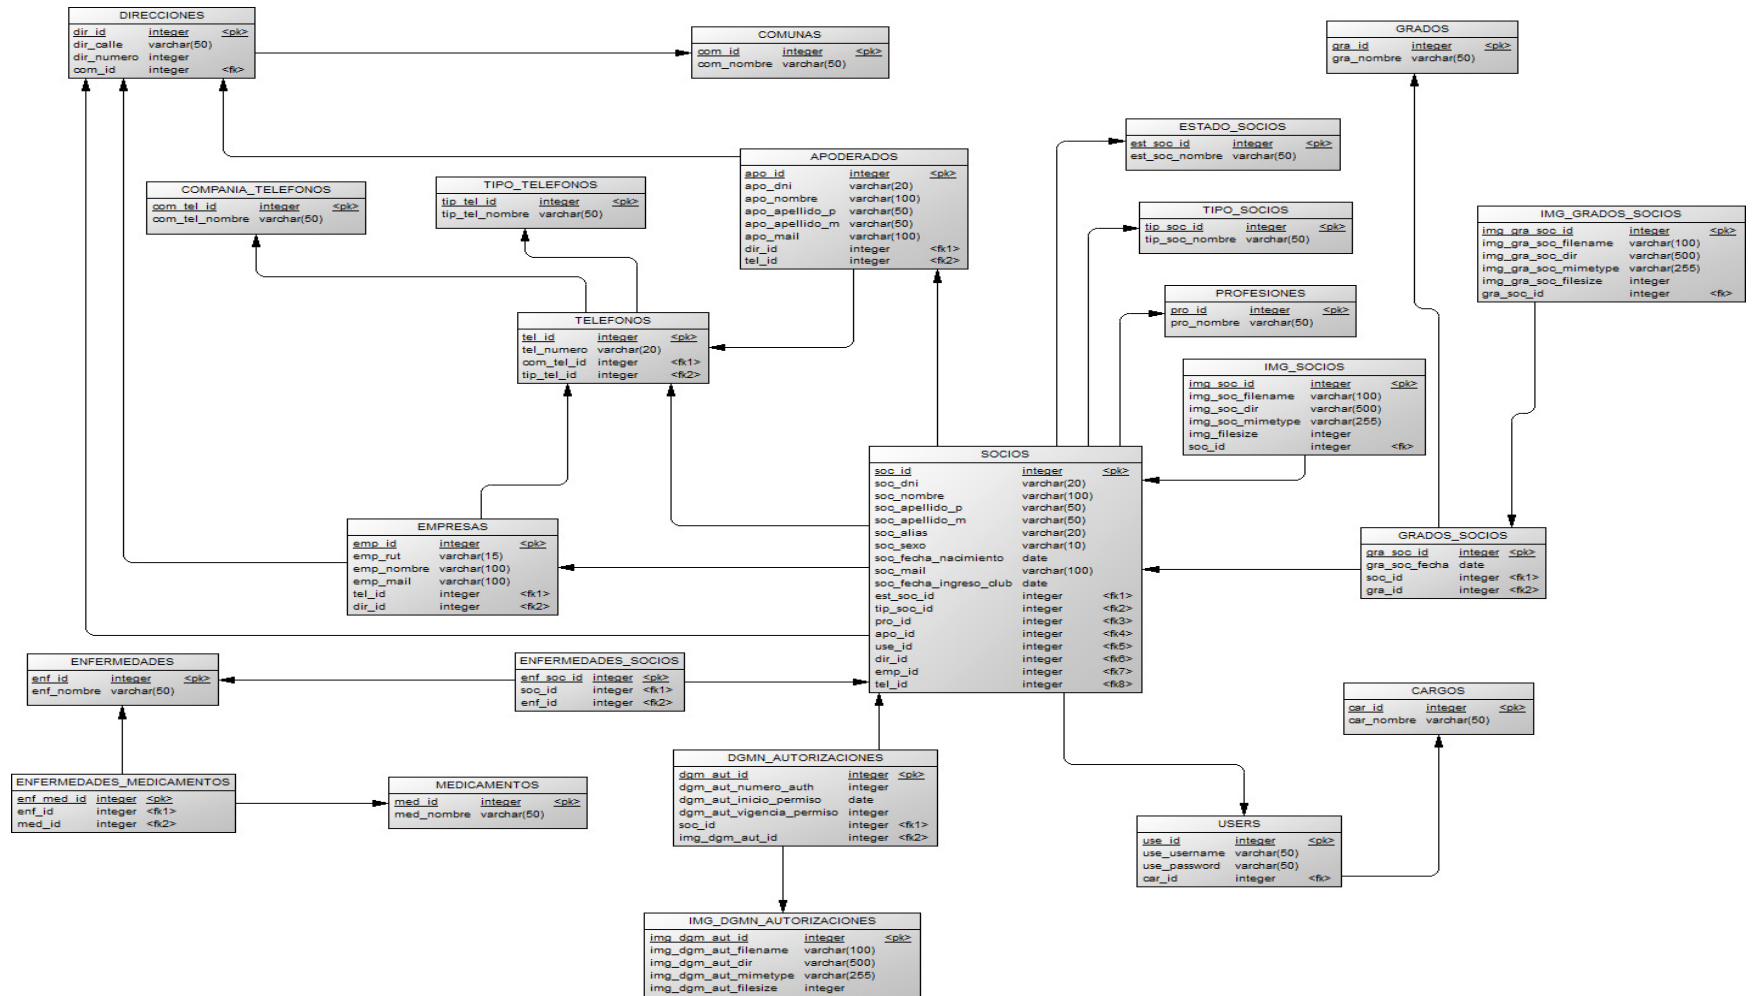 DIRECCIONES
dir_id integer <pk>
dir_calle varchar(50)
dir_numero integer
com_id integer <fk>
COMUNAS
com_id integer <pk>
com_nombre varchar(50)
GRADOS
gra_id integer <pk>
gra_nombre varchar(50)
ESTADO_SOCIOS
est_soc_id integer <pk>
est_soc_nombre varchar(50)
APODERADOS
apo_id integer <pk>
apo_dni varchar(20)
apo_nombre varchar(100)
apo_apellido_p varchar(50)
apo_apellido_m varchar(50)
apo_mail varchar(100)
dir_id integer <fk1>
tel_id integer <fk2>
COMPANIA_TELEFONOS
com_tel_id integer <pk>
com_tel_nombre varchar(50)
TIPO_TELEFONOS
tip_tel_id integer <pk>
tip_tel_nombre varchar(50)
TIPO_SOCIOS
tip_soc_id integer <pk>
tip_soc_nombre varchar(50)
IMG_GRADOS_SOCIOS
img_gra_soc_id integer <pk>
img_gra_soc_filename varchar(100)
img_gra_soc_dir varchar(500)
img_gra_soc_mimetype varchar(255)
img_gra_soc_filesize integer
gra_soc_id integer <fk>
PROFESIONES
pro_id integer <pk>
pro_nombre varchar(50)
TELEFONOS
tel_id integer <pk>
tel_numero varchar(20)
com_tel_id integer <fk1>
tip_tel_id integer <fk2>
IMG_SOCIOS
img_soc_id integer <pk>
img_soc_filename varchar(100)
img_soc_dir varchar(500)
img_soc_mimetype varchar(255)
img_filesize integer
soc_id integer <fk>
SOCIOS
soc_id integer <pk>
soc_dni varchar(20)
soc_nombre varchar(100)
soc_apellido_p varchar(50)
soc_apellido_m varchar(50)
soc_alias varchar(20)
soc_sexo varchar(10)
soc_fecha_nacimiento date
soc_mail varchar(100)
soc_fecha_ingreso_club date
est_soc_id integer <fk1>
tip_soc_id integer <fk2>
pro_id integer <fk3>
apo_id integer <fk4>
use_id integer <fk5>
dir_id integer <fk6>
emp_id integer <fk7>
tel_id integer <fk8>
EMPRESAS
emp_id integer <pk>
emp_rut varchar(15)
emp_nombre varchar(100)
emp_mail varchar(100)
tel_id integer <fk1>
dir_id integer <fk2>
GRADOS_SOCIOS
gra_soc_id integer <pk>
gra_soc_fecha date
soc_id integer <fk1>
gra_id integer <fk2>
ENFERMEDADES
enf_id integer <pk>
enf_nombre varchar(50)
ENFERMEDADES_SOCIOS
enf_soc_id integer <pk>
soc_id integer <fk1>
enf_id integer <fk2>
CARGOS
car_id integer <pk>
car_nombre varchar(50)
DGMN_AUTORIZACIONES
dgm_aut_id integer <pk>
dgm_aut_numero_auth integer
dgm_aut_inicio_permiso date
dgm_aut_vigencia_permiso integer
soc_id integer <fk1>
img_dgm_aut_id integer <fk2>
ENFERMEDADES_MEDICAMENTOS
enf_med_id integer <pk>
enf_id integer <fk1>
med_id integer <fk2>
MEDICAMENTOS
med_id integer <pk>
med_nombre varchar(50)
USERS
use_id integer <pk>
use_username varchar(50)
use_password varchar(50)
car_id integer <fk>
IMG_DGMN_AUTORIZACIONES
img_dgm_aut_id integer <pk>
img_dgm_aut_filename varchar(100)
img_dgm_aut_dir varchar(500)
img_dgm_aut_mimetype varchar(255)
img_dgm_aut_filesize integer